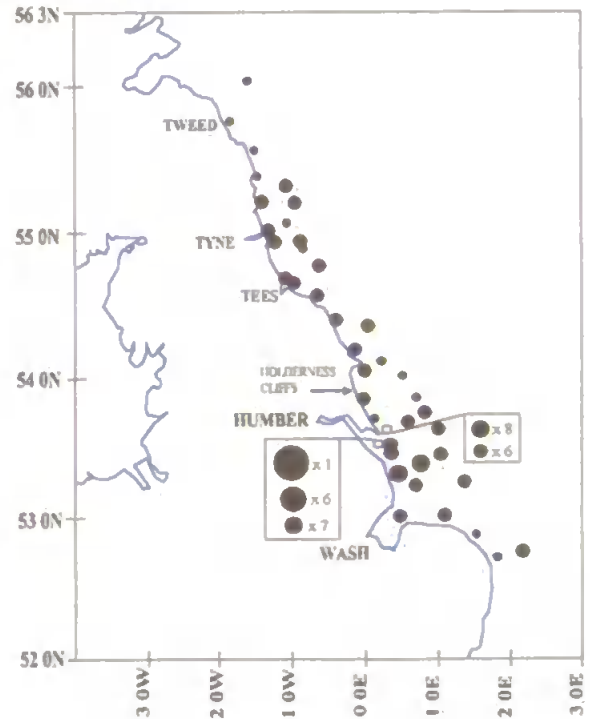 56 3N
56 0N
TWEED
55 0N
TYNE
TEES
54 0N
HOLDERNESS
CLIFFS
HUMBER
x 8
x 6
x 1
x 6
x 7
53 0N
WASH
52 0N
3 0W
2 0W
1 0W
0 0E
1 0E
2 0E
3 0E